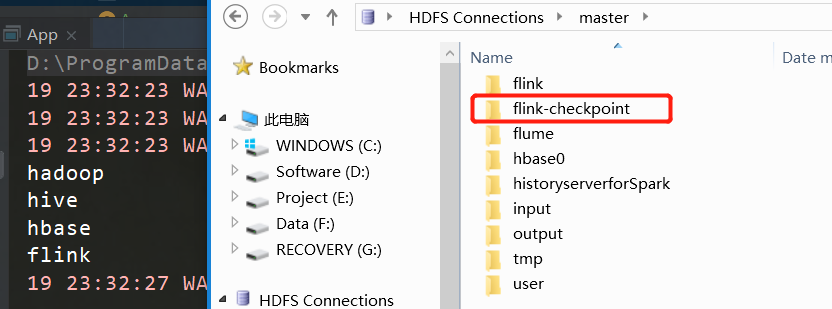 App ×
D:\ProgramData
19 23:32:23 WA
19 23:32:23 WA
19 23:32:23 WA
hadoop
hive
hbase
flink
19 23:32:27 WA
HDFS Connections master
Bookmarks
此电脑
WINDOWS (C:)
Software (D:)
Project (E:)
Data (F:)
RECOVERY (G:)
HDFS Connections
Name Date m
flink
flink-checkpoint
flume
hbase0
historyserverforSpark
input
output
tmp
user